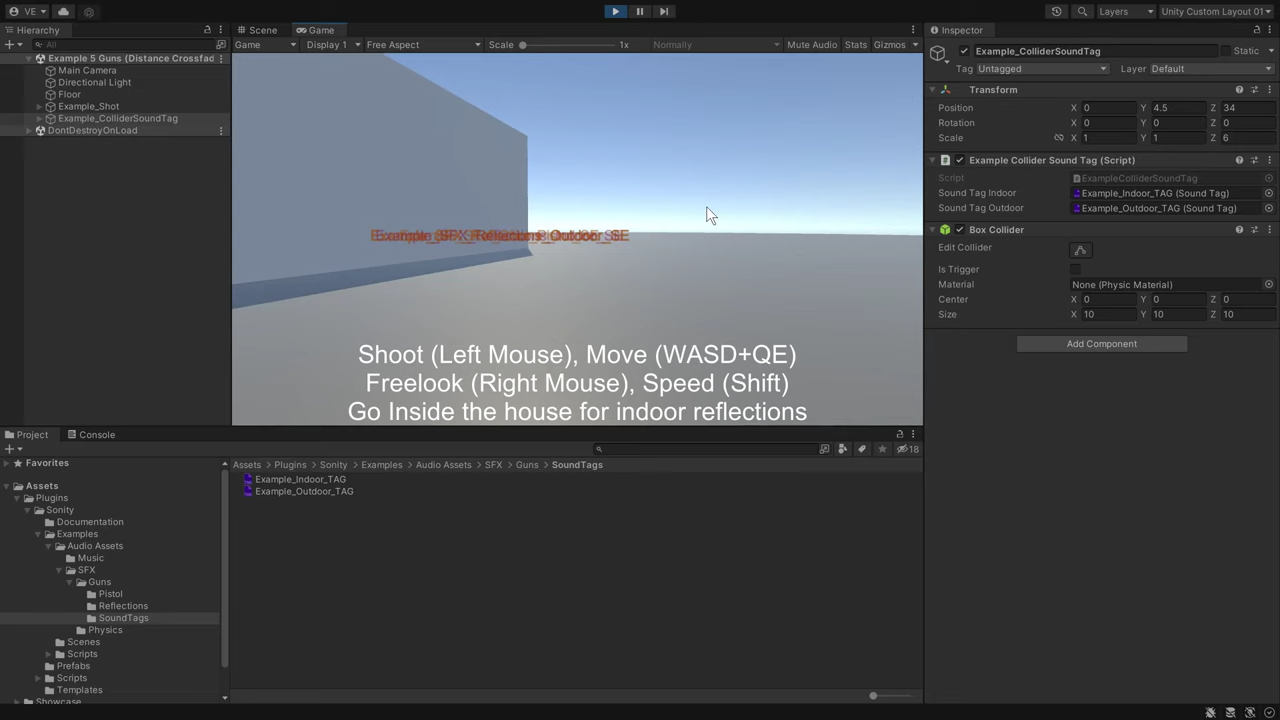 VE
Layers
Unity Custom Layout 01
Hierarchy
Scene
Game
Inspector
All
Game
Display 1
Free Aspect
Scale
1x
Normally
Mute Audio
Stats
Gizmos
Example_ColliderSoundTag
Static
Tag
Untagged
Layer
Default
Example 5 Guns (Distance Crossfad
Main Camera
Directional Light
Floor
Example_Shot
Example_ColliderSoundTag
DontDestroyOnLoad
Transform
Position X 0 Y 4.5 Z 34
Rotation X 0 Y 0 Z 0
Scale X 1 Y 1 Z 6
Example Collider Sound Tag (Script)
Script ExampleColliderSoundTag
Sound Tag Indoor Example_Indoor_TAG (Sound Tag)
Sound Tag Outdoor Example_Outdoor_TAG (Sound Tag)
Box Collider
Edit Collider
Is Trigger
Material None (Physic Material)
Center X 0 Y 0 Z 0
Size X 10 Y 10 Z 10
Add Component
Shoot (Left Mouse), Move (WASD+QE)
Freelook (Right Mouse), Speed (Shift)
Go Inside the house for indoor reflections
Project
Console
18
Favorites
Assets
Plugins
Sonity
Documentation
Examples
Audio Assets
Music
SFX
Guns
Pistol
Reflections
SoundTags
Physics
Scenes
Scripts
Prefabs
Scripts
Templates
Showcase
Assets > Plugins > Sonity > Examples > Audio Assets > SFX > Guns > SoundTags
Example_Indoor_TAG
Example_Outdoor_TAG